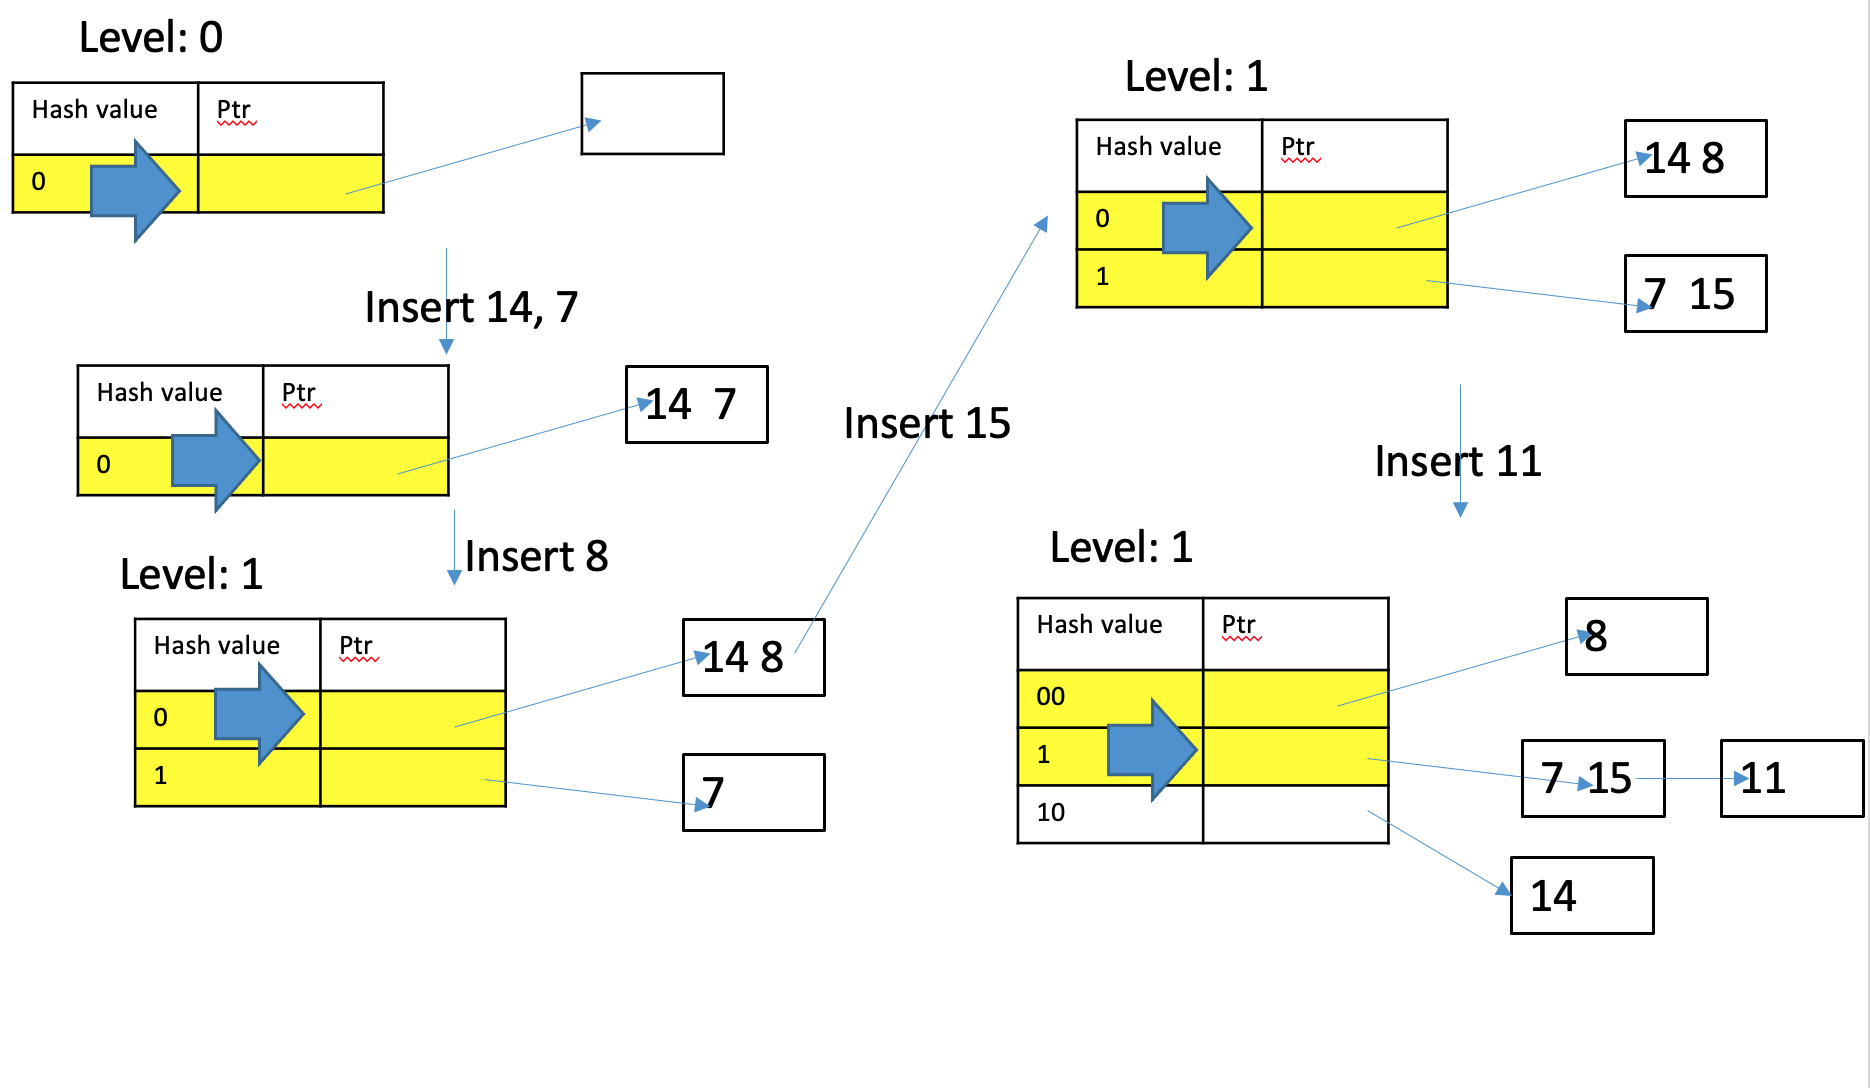 Level: 0
Hash value Ptr
0
Insert 14, 7
Hash value Ptr
0
14 7
Insert 8
Level: 1
Hash value Ptr
0
1
14 8
7
Insert 15
Level: 1
Hash value Ptr
0
1
14 8
7 15
Insert 11
Level: 1
Hash value Ptr
00
1
10
8
7 15
11
14